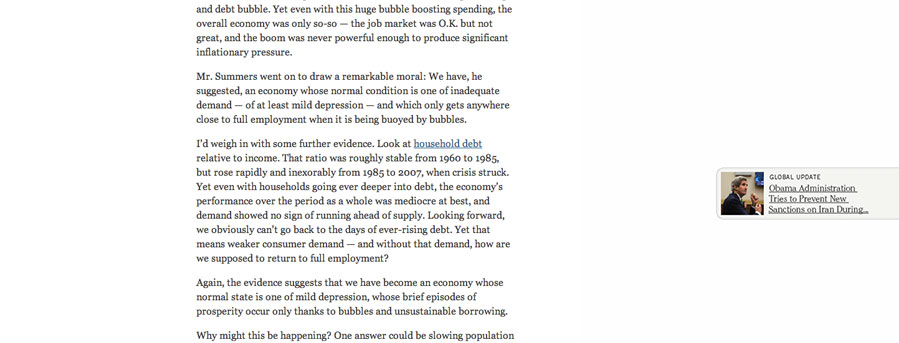 and debt bubble. Yet even with this huge bubble boosting spending, the
overall economy was only so-so — the job market was O.K. but not
great, and the boom was never powerful enough to produce significant
inflationary pressure.
Mr. Summers went on to draw a remarkable moral: We have, he
suggested, an economy whose normal condition is one of inadequate
demand — of at least mild depression — and which only gets anywhere
close to full employment when it is being buoyed by bubbles.
I'd weigh in with some further evidence. Look at household debt
relative to income. That ratio was roughly stable from 1960 to 1985,
but rose rapidly and inexorably from 1985 to 2007, when crisis struck.
Yet even with households going ever deeper into debt, the economy's
performance over the period as a whole was mediocre at best, and
demand showed no sign of running ahead of supply. Looking forward,
we obviously can't go back to the days of ever-rising debt. Yet that
means weaker consumer demand — and without that demand, how are
we supposed to return to full employment?
Again, the evidence suggests that we have become an economy whose
normal state is one of mild depression, whose brief episodes of
prosperity occur only thanks to bubbles and unsustainable borrowing.
Why might this be happening? One answer could be slowing population
GLOBAL UPDATE
Obama Administration
Tries to Prevent New
Sanctions on Iran During...